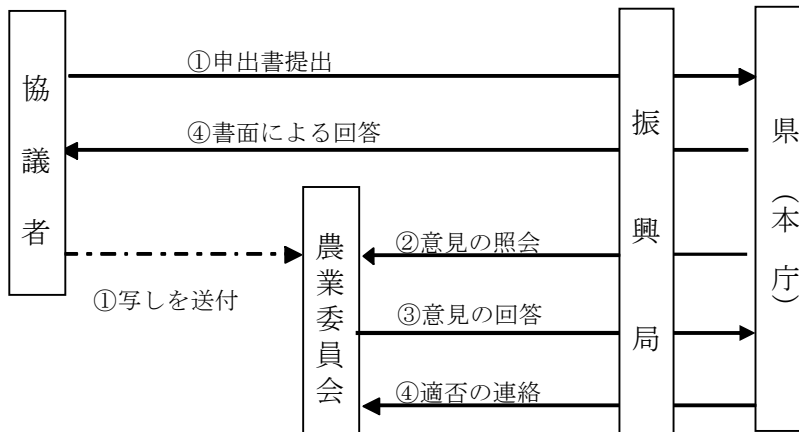 協議者
①申出書提出
④書面による回答
①写しを送付
農業委員会
②意見の照会
③意見の回答
④適否の連絡
振興局
県（本庁）